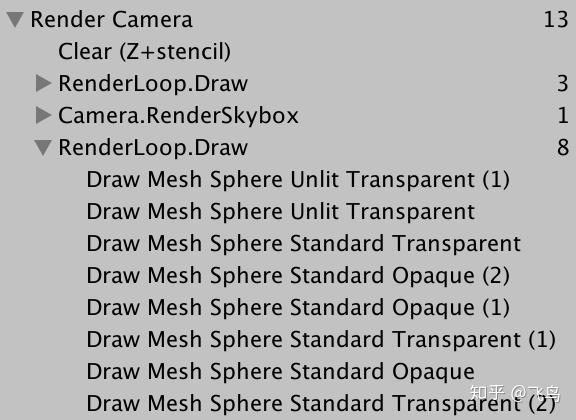 Render Camera 13
Clear (Z+stencil)
RenderLoop.Draw 3
Camera.RenderSkybox 1
RenderLoop.Draw 8
Draw Mesh Sphere Unlit Transparent (1)
Draw Mesh Sphere Unlit Transparent
Draw Mesh Sphere Standard Transparent
Draw Mesh Sphere Standard Opaque (2)
Draw Mesh Sphere Standard Opaque (1)
Draw Mesh Sphere Standard Transparent (1)
Draw Mesh Sphere Standard Opaque
Draw Mesh Sphere Standard Transparent (2)
知乎 @飞鸟